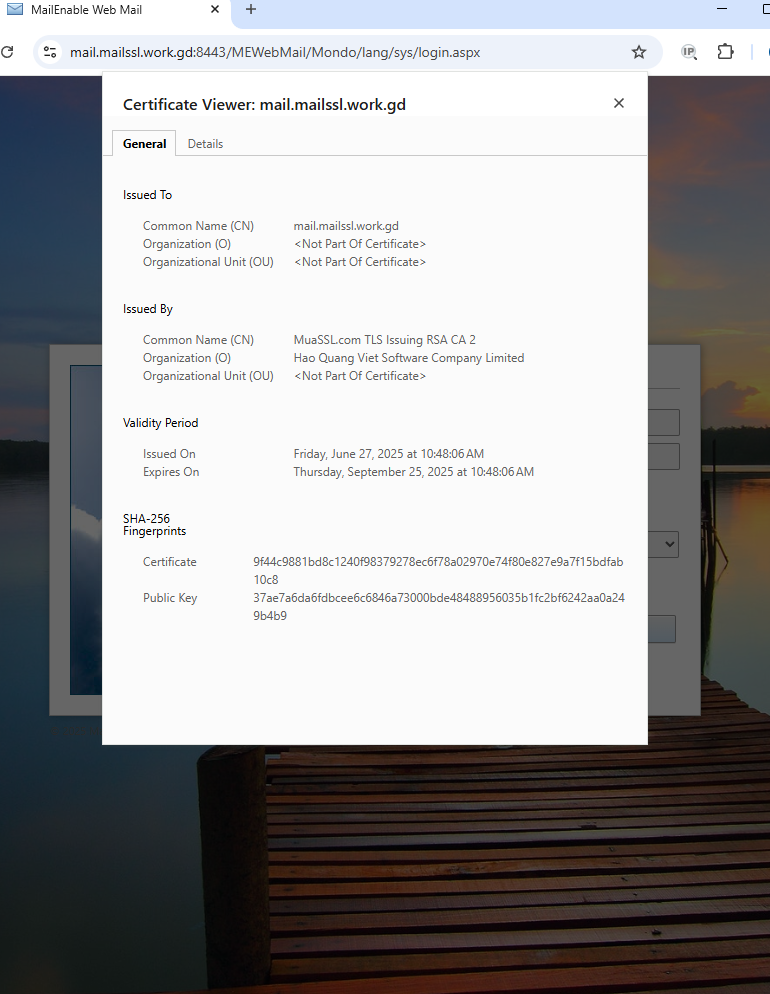 MailEnable Web Mail
mail.mailssl.work.gd:8443/MEWebMail/Mondo/lang/sys/login.aspx
IP
Certificate Viewer: mail.mailssl.work.gd
General Details
Issued To
Common Name (CN) mail.mailssl.work.gd
Organization (O) <Not Part Of Certificate>
Organizational Unit (OU) <Not Part Of Certificate>
Issued By
Common Name (CN) MuaSSL.com TLS Issuing RSA CA 2
Organization (O) Hao Quang Viet Software Company Limited
Organizational Unit (OU) <Not Part Of Certificate>
Validity Period
Issued On Friday, June 27, 2025 at 10:48:06 AM
Expires On Thursday, September 25, 2025 at 10:48:06 AM
SHA-256
Fingerprints
Certificate 9f44c9881bd8c1240f98379278ec6f78a02970e74f80e827e9a7f15bdfab
10c8
Public Key 37ae7a6da6fdbcee6c6846a73000bde48488956035b1fc2bf6242aa0a24
9b4b9